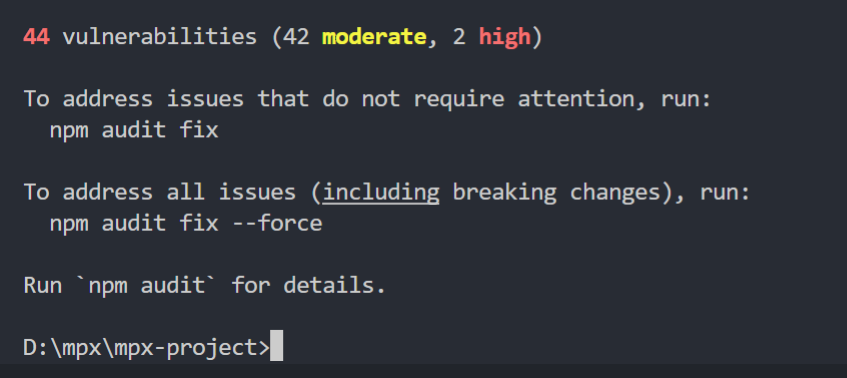 44 vulnerabilities (42 moderate, 2 high)
To address issues that do not require attention, run:
npm audit fix
To address all issues (including breaking changes), run:
npm audit fix --force
Run `npm audit` for details.
D:\mpx\mpx-project>